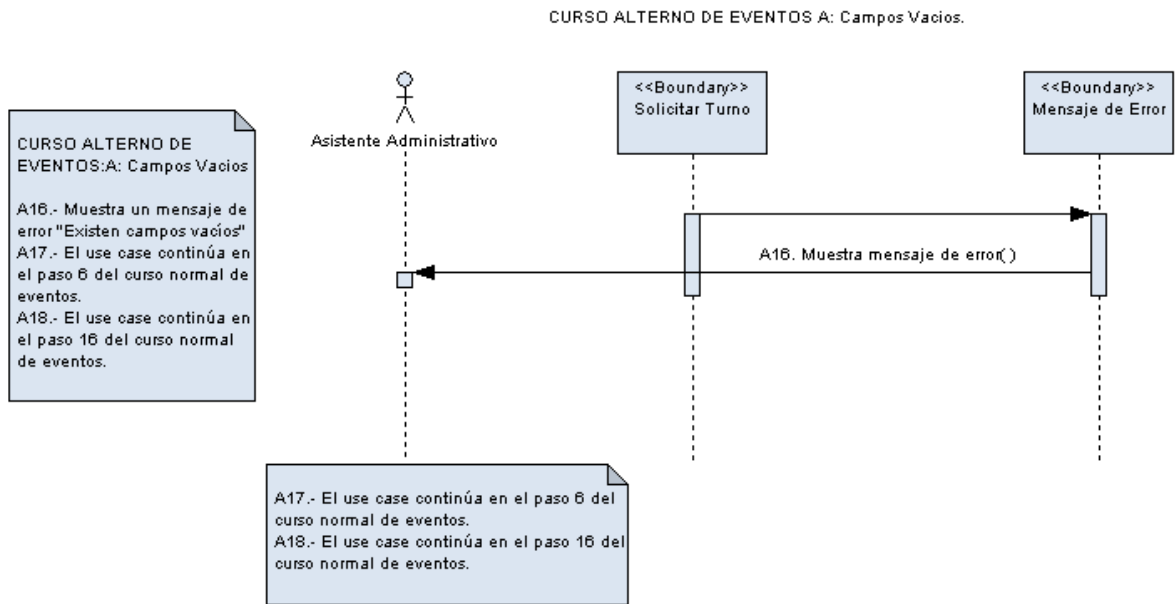 CURSO ALTERNO DE EVENTOS A: Campos Vacios.
<<Boundary>>
Solicitar Turno
<<Boundary>>
Mensaje de Error
Asistente Administrativo
CURSO ALTERNO DE
EVENTOS:A: Campos Vacios
A16.- Muestra un mensaje de
error "Existen campos vacíos"
A17.- El use case continúa en
el paso 6 del curso normal de
eventos.
A18.- El use case continúa en
el paso 16 del curso normal
de eventos.
A16. Muestra mensaje de error( )
A17.- El use case continúa en el paso 6 del
curso normal de eventos.
A18.- El use case continúa en el paso 16 del
curso normal de eventos.